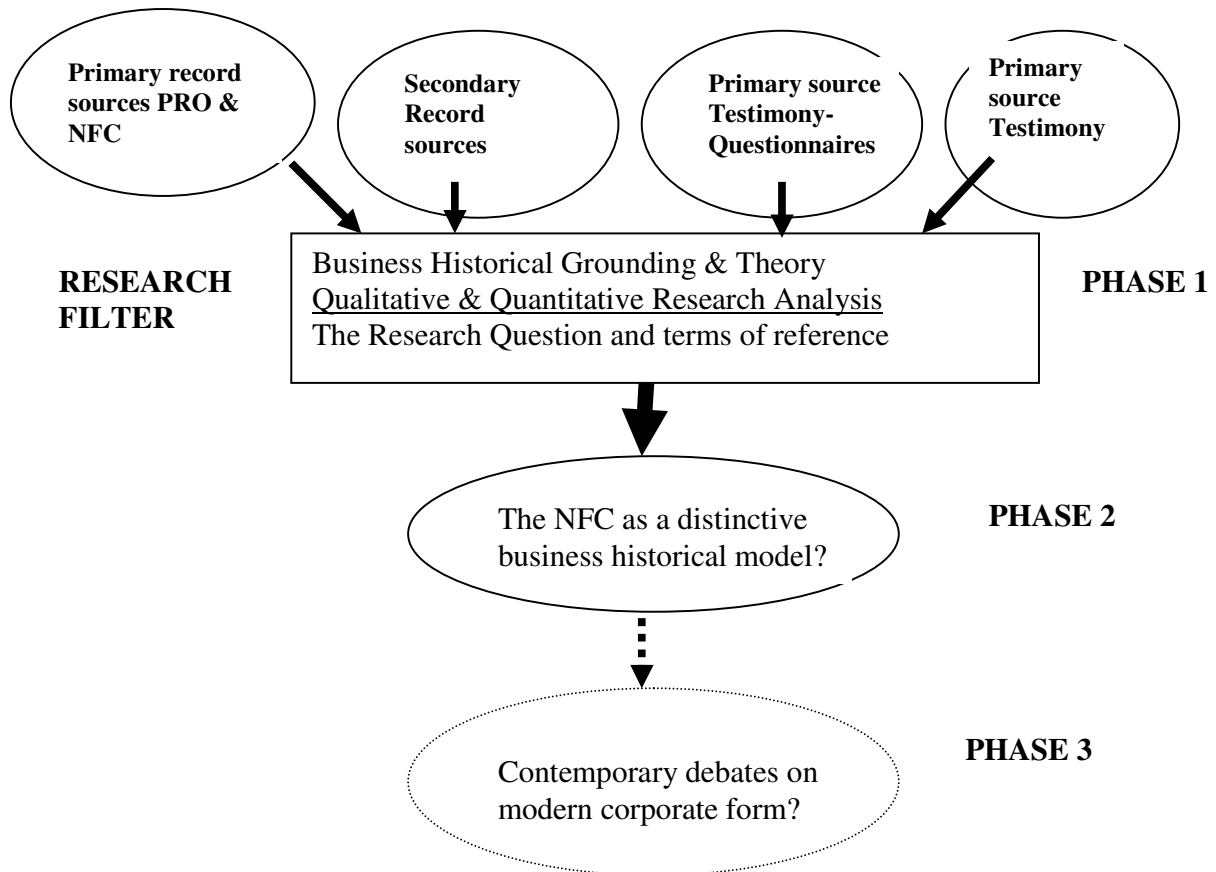 Primary record
sources PRO &
NFC
Secondary
Record
sources
Primary source
Testimony-
Questionnaires
Primary
source
Testimony
RESEARCH
FILTER
Business Historical Grounding & Theory
Qualitative & Quantitative Research Analysis
The Research Question and terms of reference
PHASE 1
The NFC as a distinctive
business historical model?
PHASE 2
Contemporary debates on
modern corporate form?
PHASE 3